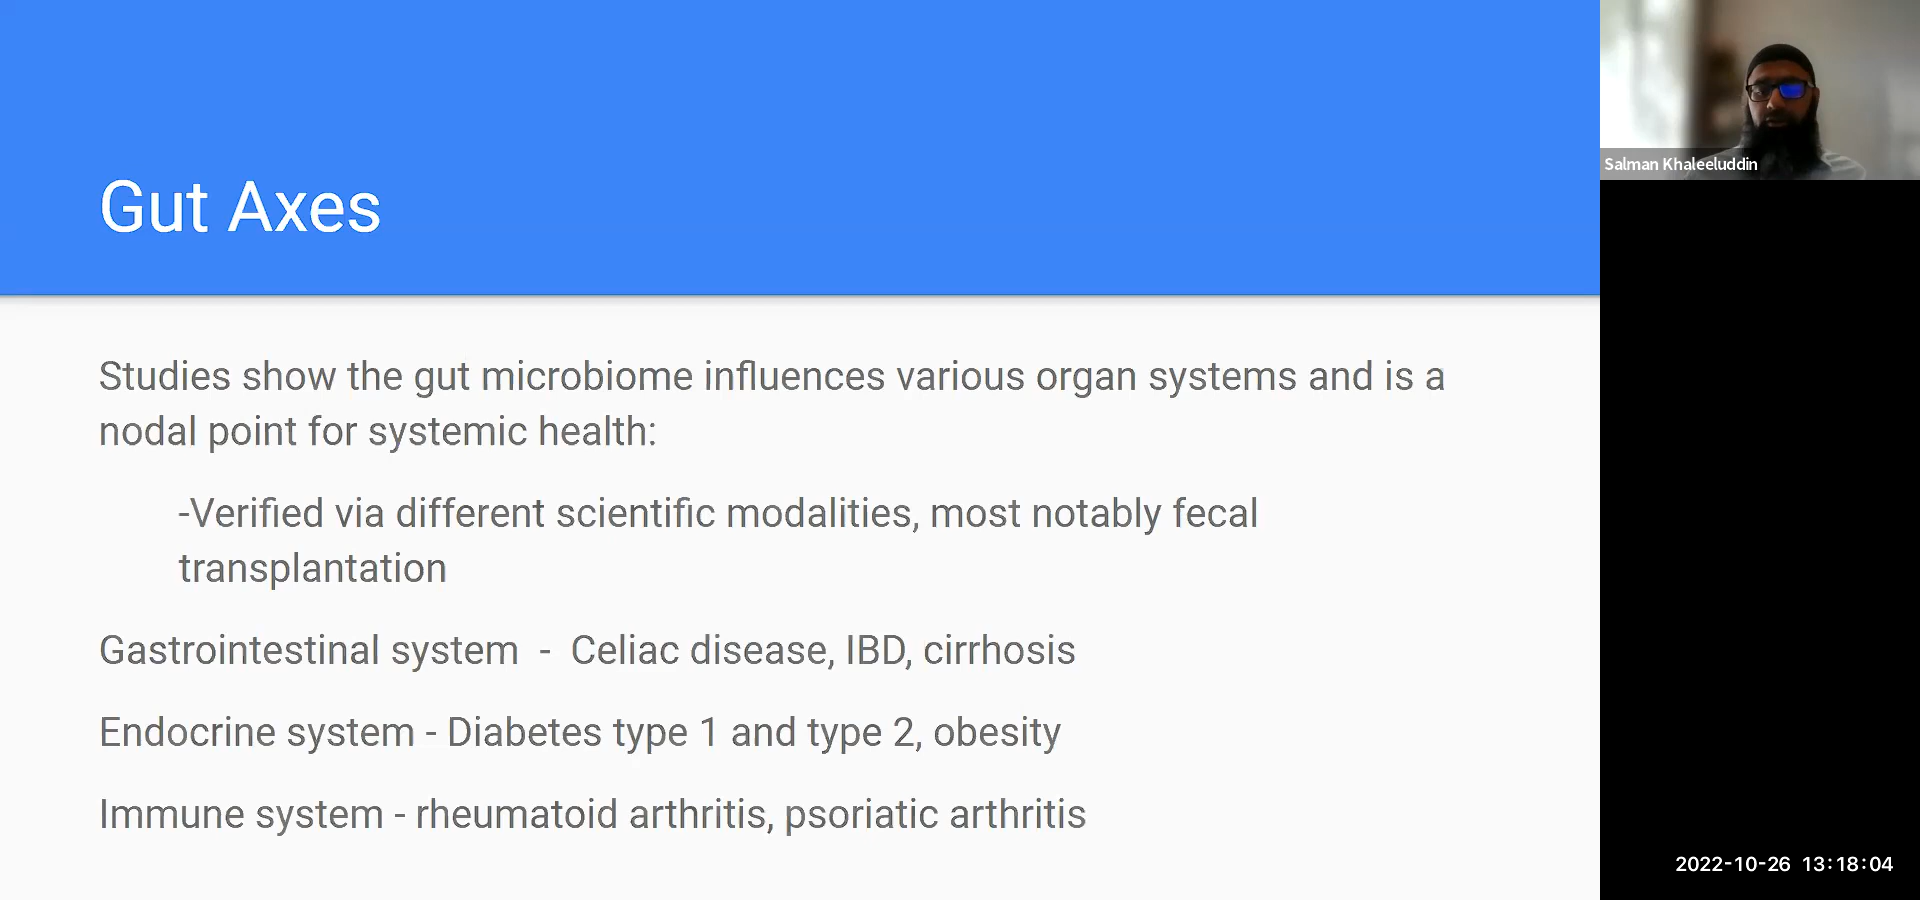 Gut Axes
Studies show the gut microbiome influences various organ systems and is a
nodal point for systemic health:
-Verified via different scientific modalities, most notably fecal
transplantation
Gastrointestinal system - Celiac disease, IBD, cirrhosis
Endocrine system - Diabetes type 1 and type 2, obesity
Immune system - rheumatoid arthritis, psoriatic arthritis
Salman Khaleeluddin
2022-10-26 13:18:04